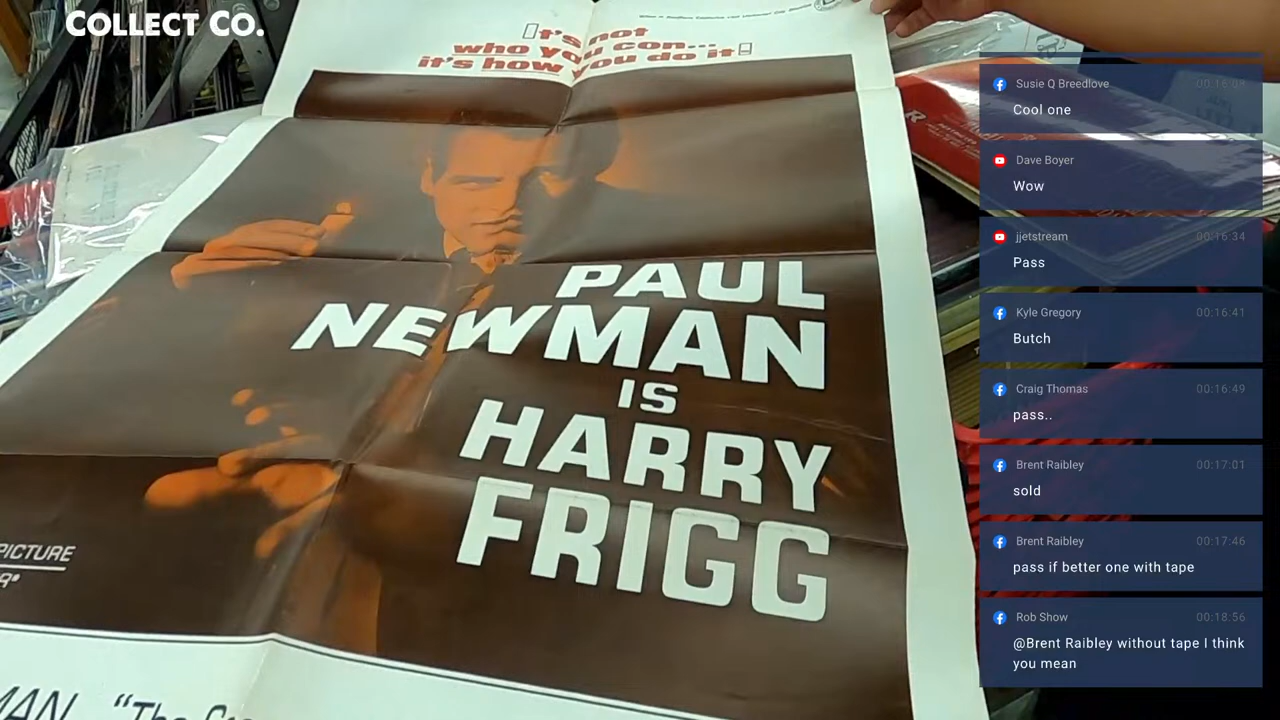 COLLECT CO.
It's not
who you con...
it's how you do it
PAUL
NEWMAN
IS
HARRY
FRIGG
PICTURE
MAN "The
Susie Q Breedlove
Cool one
Dave Boyer
Wow
jjetstream 00:16:34
Pass
Kyle Gregory 00:16:41
Butch
Craig Thomas 00:16:49
pass..
Brent Raibley 00:17:01
sold
Brent Raibley 00:17:46
pass if better one with tape
Rob Show 00:18:56
@Brent Raibley without tape I think
you mean